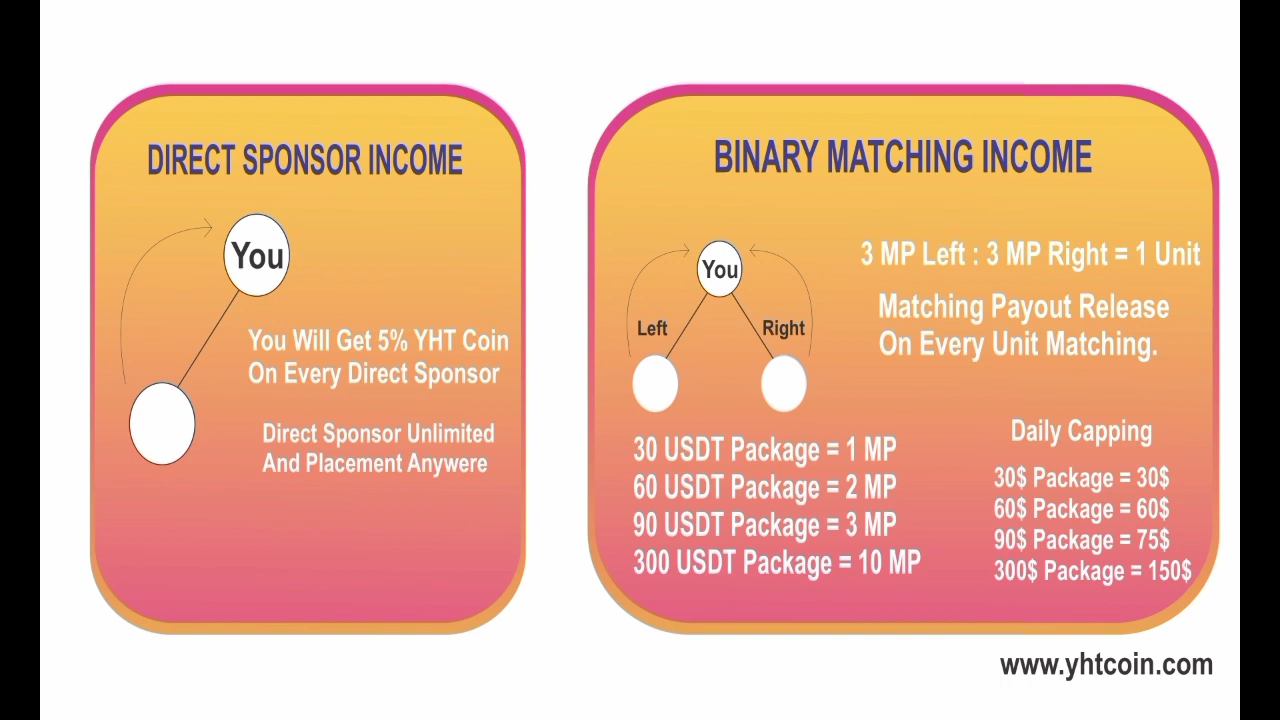 DIRECT SPONSOR INCOME
You
You Will Get 5% YHT Coin
On Every Direct Sponsor
Direct Sponsor Unlimited
And Placement Anywere
BINARY MATCHING INCOME
You
Left
Right
3 MP Left : 3 MP Right = 1 Unit
Matching Payout Release
On Every Unit Matching.
30 USDT Package = 1 MP
60 USDT Package = 2 MP
90 USDT Package = 3 MP
300 USDT Package = 10 MP
Daily Capping
30$ Package = 30$
60$ Package = 60$
90$ Package = 75$
300$ Package = 150$
www.yhtcoin.com